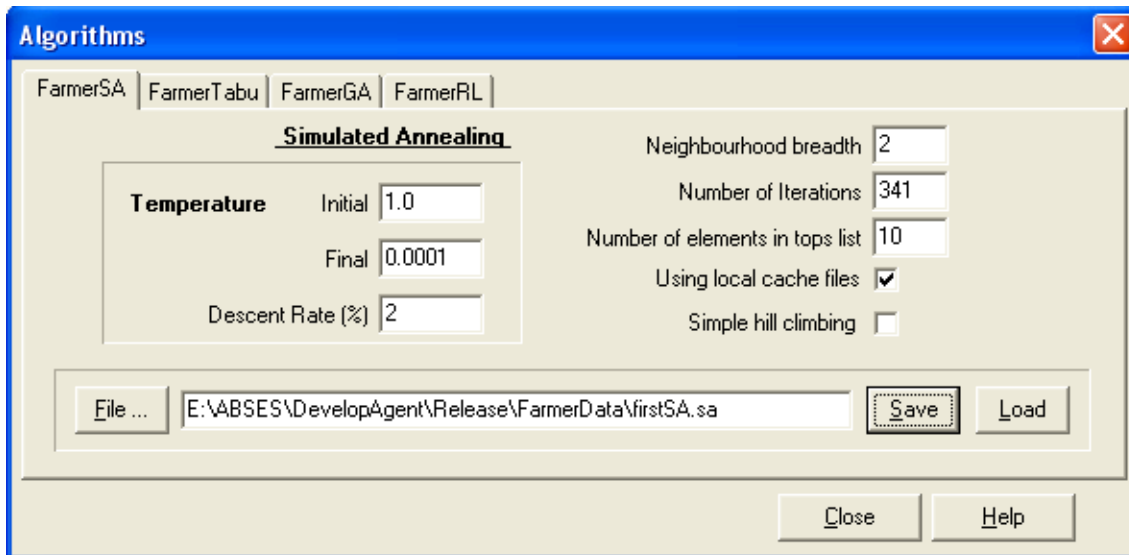 Algorithms
FarmerSA FarmerTabu FarmerGA FarmerRL
Simulated Annealing
Temperature Initial 1.0
Final 0.0001
Descent Rate (%) 2
Neighbourhood breadth 2
Number of Iterations 341
Number of elements in tops list 10
Using local cache files
Simple hill climbing
File ... E:\ABSES\DevelopAgent\Release\FarmerData\firstSA.sa Save Load
Close Help